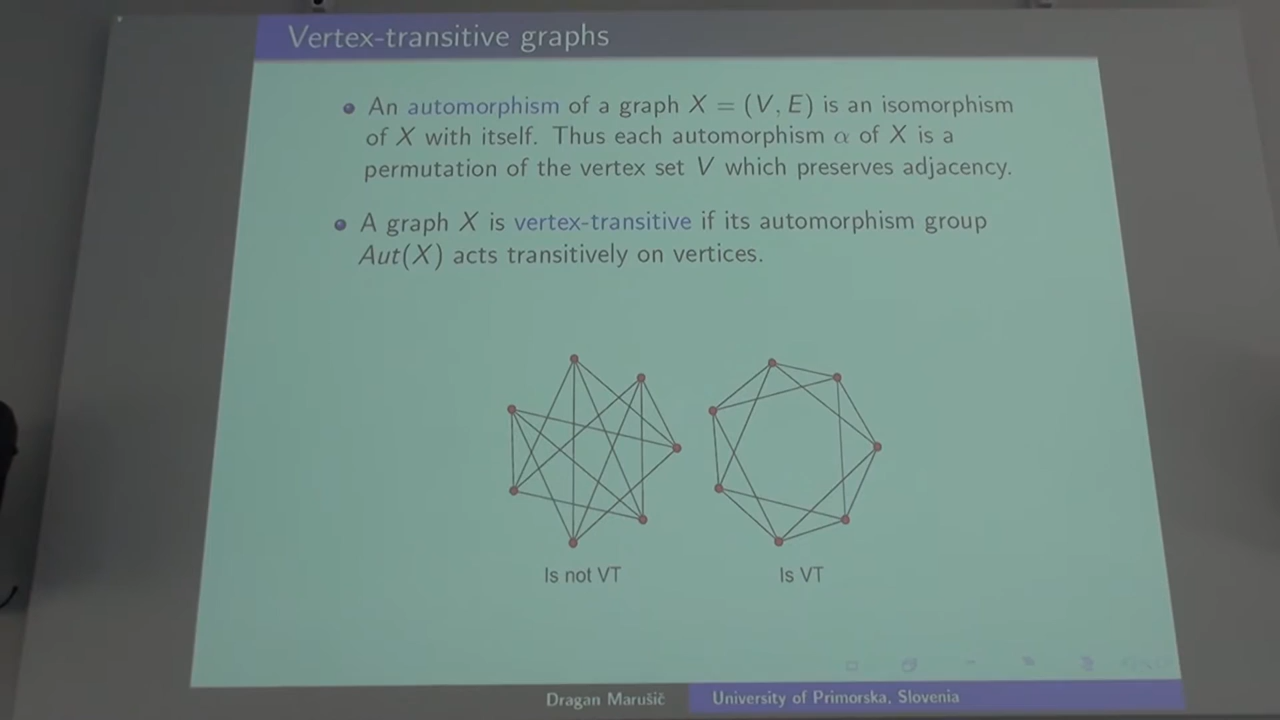 Vertex-transitive graphs
An automorphism of a graph X = (V, E) is an isomorphism
of X with itself. Thus each automorphism α of X is a
permutation of the vertex set V which preserves adjacency.
A graph X is vertex-transitive if its automorphism group
Aut(X) acts transitively on vertices.
Is not VT
Is VT
Dragan Marušič
University of Primorska, Slovenia